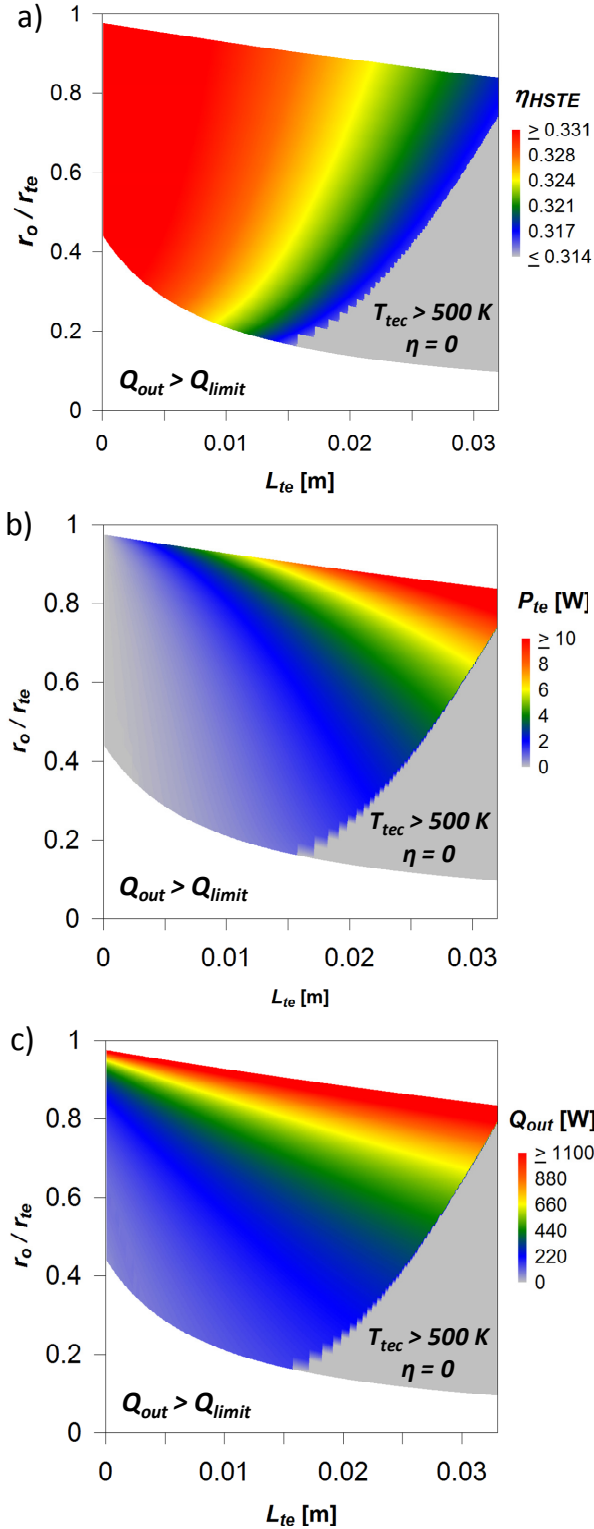 a)
1
0.8
0.6
0.4
0.2
0
r_o / r_te
0
0.01
0.02
0.03
L_te [m]
T_tec > 500 K
η = 0
Q_out > Q_limit
η_HSTE
≥ 0.331
0.328
0.324
0.321
0.317
≤ 0.314
b)
1
0.8
0.6
0.4
0.2
0
r_o / r_te
0
0.01
0.02
0.03
L_te [m]
T_tec > 500 K
η = 0
Q_out > Q_limit
P_te [W]
≥ 10
8
6
4
2
0
c)
1
0.8
0.6
0.4
0.2
0
r_o / r_te
0
0.01
0.02
0.03
L_te [m]
T_tec > 500 K
η = 0
Q_out > Q_limit
Q_out [W]
≥ 1100
880
660
440
220
0